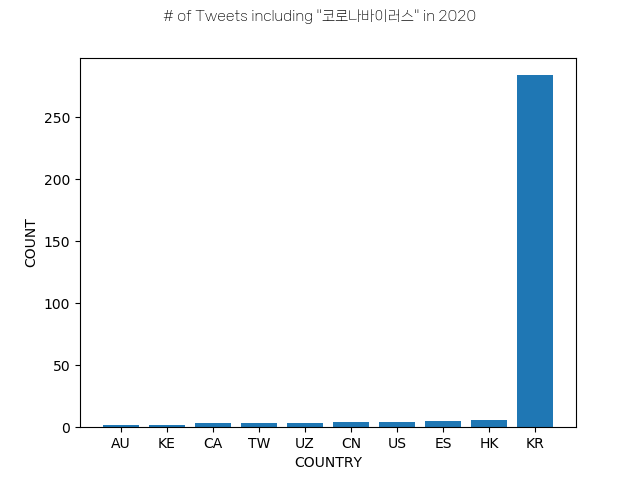 # of Tweets including "코로나바이러스" in 2020
250
200
150
100
50
0
COUNT
AU KE CA TW UZ CN US ES HK KR
COUNTRY